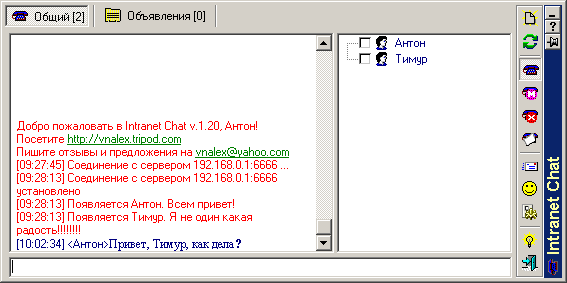 Общий [2]
Объявления [0]
Добро пожаловать в Intranet Chat v.1.20, Антон!
Посетите http://vnalex.tripod.com
Пишите отзывы и предложения на vnalex@yahoo.com
[09:27:45] Соединение с сервером 192.168.0.1:6666 ...
[09:28:13] Соединение с сервером 192.168.0.1:6666
установлено
[09:28:13] Появляется Антон. Всем привет!
[09:28:13] Появляется Тимур. Я не один какая
радость!!!!!!!!
[10:02:34] <Антон>Привет, Тимур, как дела?
Антон
Тимур
Intranet Chat